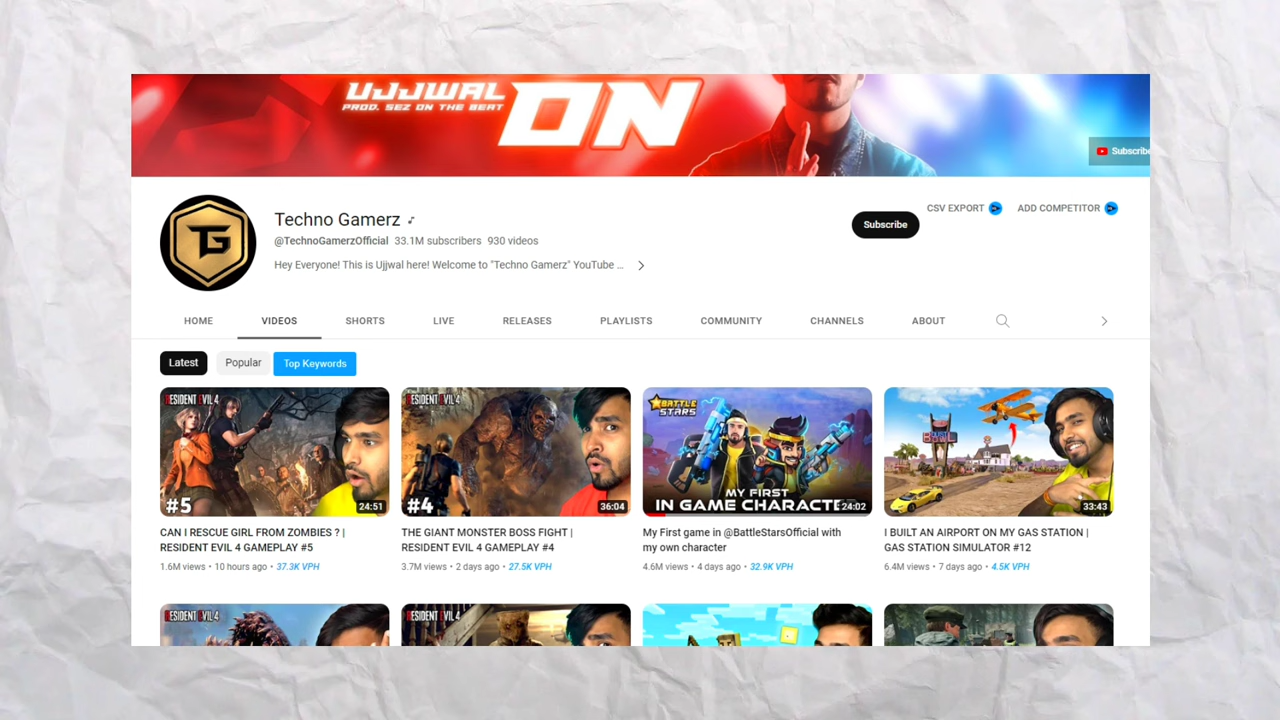 UJJWAL
PROD. SEZ ON THE BEAT
ON
Subscribe
Techno Gamerz
@TechnoGamerzOfficial 33.1M subscribers 930 videos
Hey Everyone! This is Ujjwal here! Welcome to "Techno Gamerz" YouTube ...
Subscribe
CSV EXPORT
ADD COMPETITOR
HOME VIDEOS SHORTS LIVE RELEASES PLAYLISTS COMMUNITY CHANNELS ABOUT
Latest Popular Top Keywords
RESIDENT EVIL 4
#5
24:51
CAN I RESCUE GIRL FROM ZOMBIES ? |
RESIDENT EVIL 4 GAMEPLAY #5
1.6M views • 10 hours ago • 37.3K VPH
RESIDENT EVIL 4
#4
36:04
THE GIANT MONSTER BOSS FIGHT |
RESIDENT EVIL 4 GAMEPLAY #4
3.7M views • 2 days ago • 27.5K VPH
BATTLE
STARS
MY FIRST
IN GAME CHARACTE
24:02
My First game in @BattleStarsOfficial with
my own character
4.6M views • 4 days ago • 32.9K VPH
33:43
I BUILT AN AIRPORT ON MY GAS STATION |
GAS STATION SIMULATOR #12
6.4M views • 7 days ago • 4.5K VPH
RESIDENT EVIL 4
RESIDENT EVIL 4